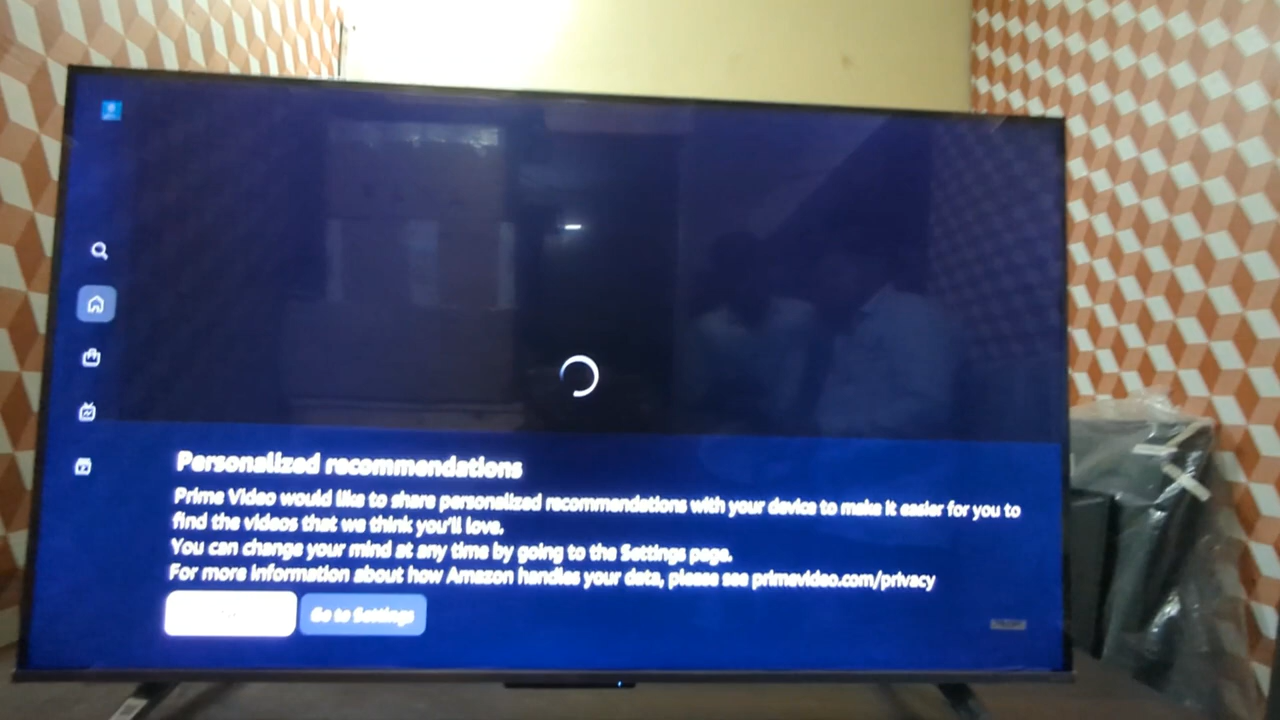 Personalized recommendations
Prime Video would like to share personalized recommendations with your device to make it easier for you to
find the videos that we think you'll love.
You can change your mind at any time by going to the Settings page.
For more information about how Amazon handles your data, please see primevideo.com/privacy
Go to Settings